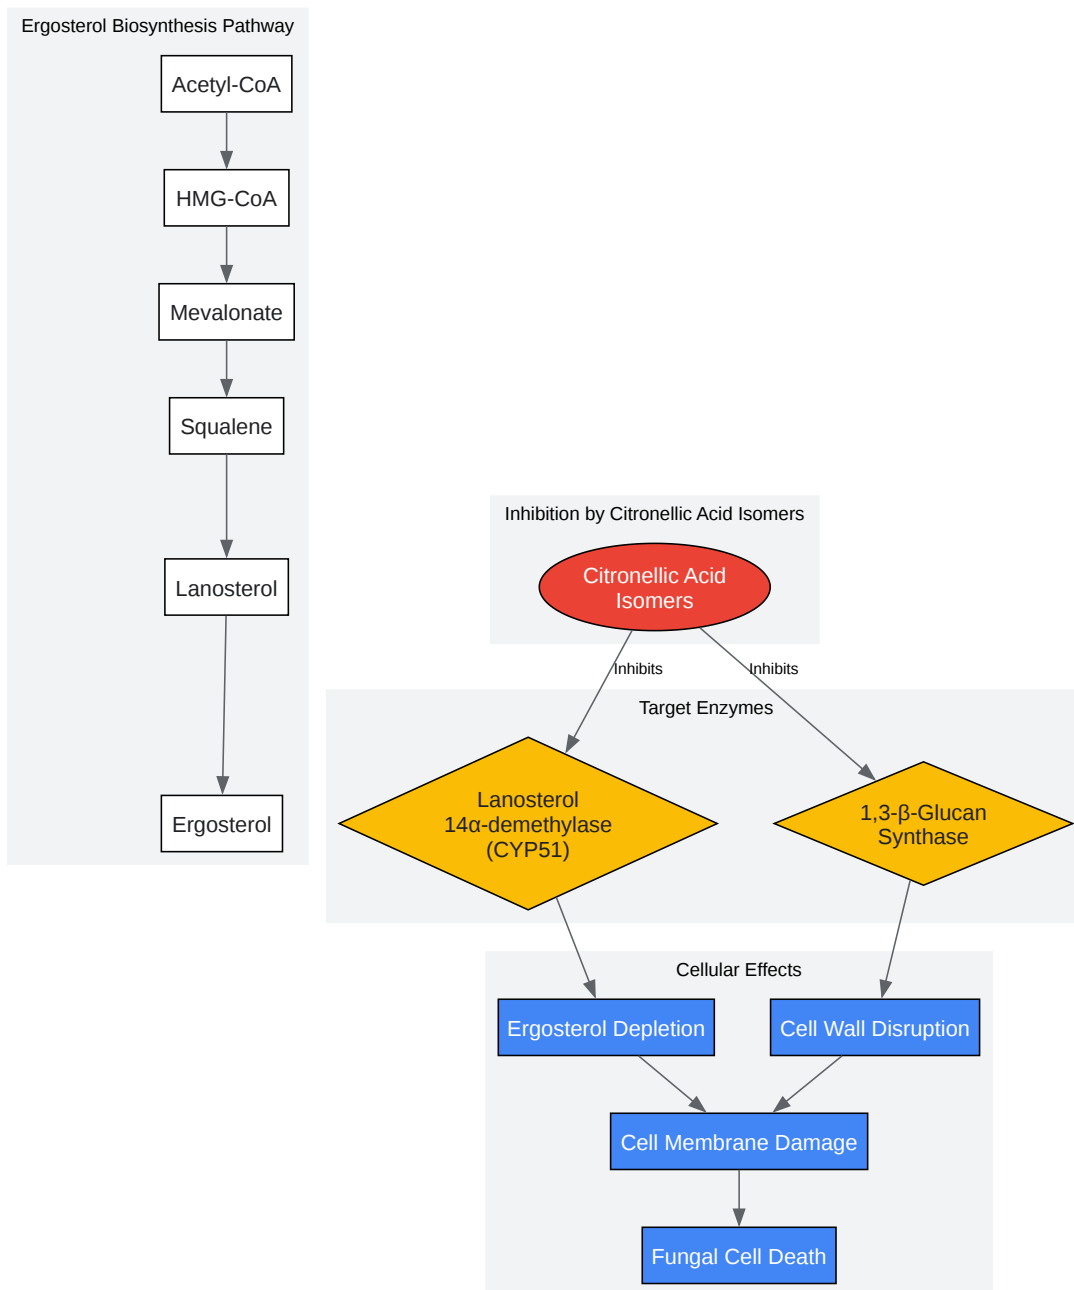 Ergosterol Biosynthesis Pathway
Acetyl-CoA
HMG-CoA
Mevalonate
Squalene
Lanosterol
Ergosterol
Inhibition by Citronellic Acid Isomers
Citronellic Acid
Isomers
Inhibits
Inhibits
Target Enzymes
Lanosterol
14α-demethylase
(CYP51)
1,3-β-Glucan
Synthase
Cellular Effects
Ergosterol Depletion
Cell Wall Disruption
Cell Membrane Damage
Fungal Cell Death